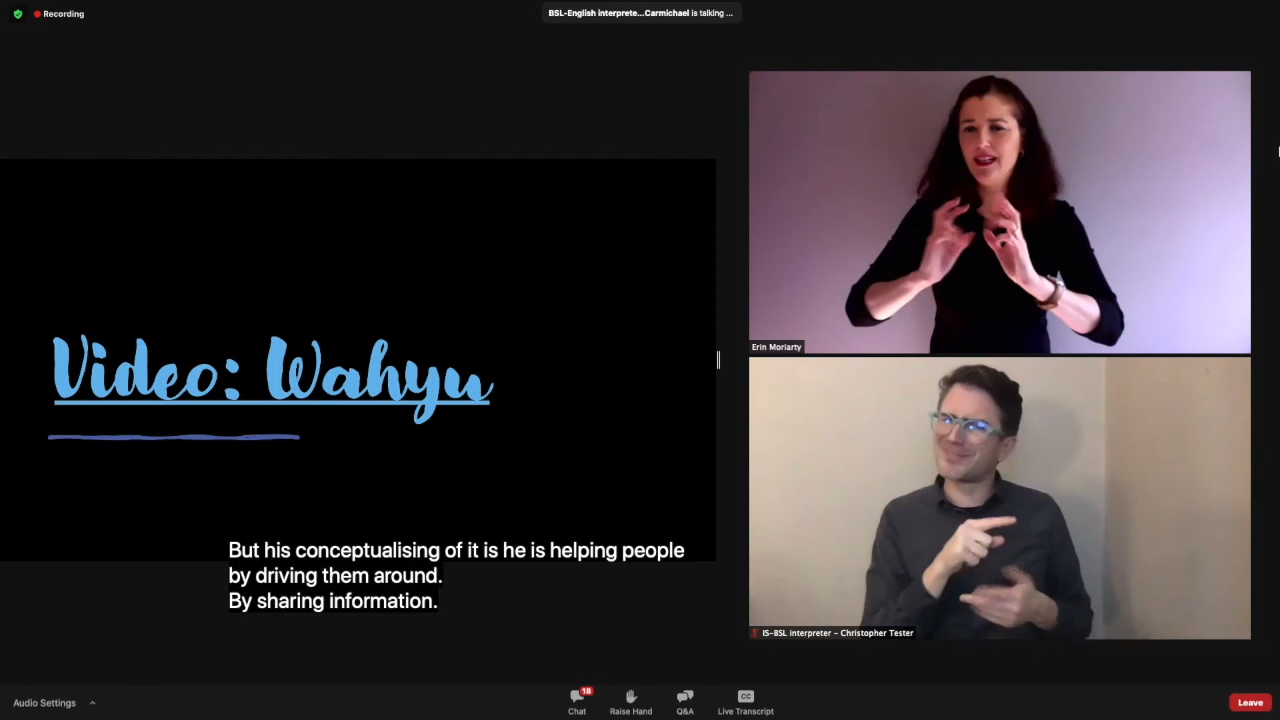 Recording
BSL-English interprete...Carmichael is talking ...
Video: Wahyu
But his conceptualising of it is he is helping people
by driving them around.
By sharing information.
Erin Moriarty
IS-BSL interpreter – Christopher Tester
Audio Settings
18
Chat
Raise Hand
Q&A
CC
Live Transcript
Leave